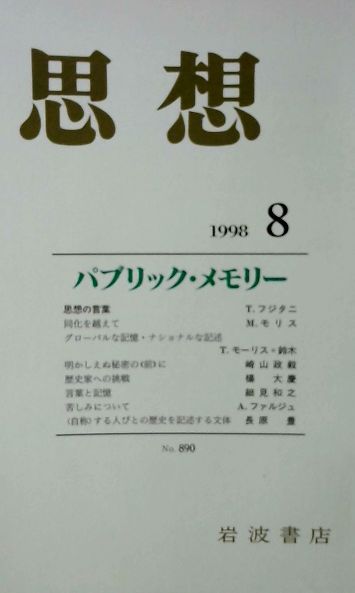 思想
1998 8
パブリック・メモリー
思想の言葉 T.フジタニ
同化を越えて M.モリス
グローバルな記憶・ナショナルな記述
T.モーリス=鈴木
明かしえぬ秘密の〈前〉に 崎山政毅
歴史家への挑戦 楊大慶
言葉と記憶 細見和之
苦しみについて A.ファルジュ
〈自称〉する人びとの歴史を記述する文体 長原豊
No. 890
岩波書店